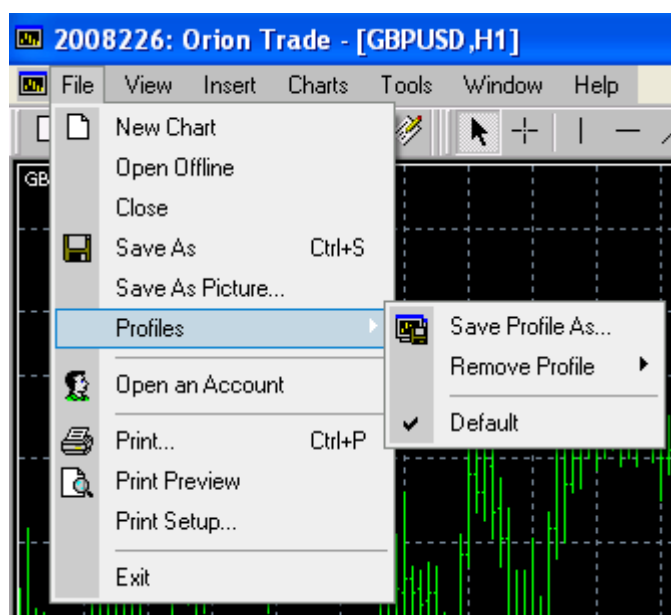 2008226: Orion Trade - [GBPUSD,H1]
File View Insert Charts Tools Window Help
New Chart
GB
Open Offline
Close
Save As Ctrl+S
Save As Picture...
Profiles
Save Profile As...
Remove Profile
Default
Open an Account
Print... Ctrl+P
Print Preview
Print Setup...
Exit